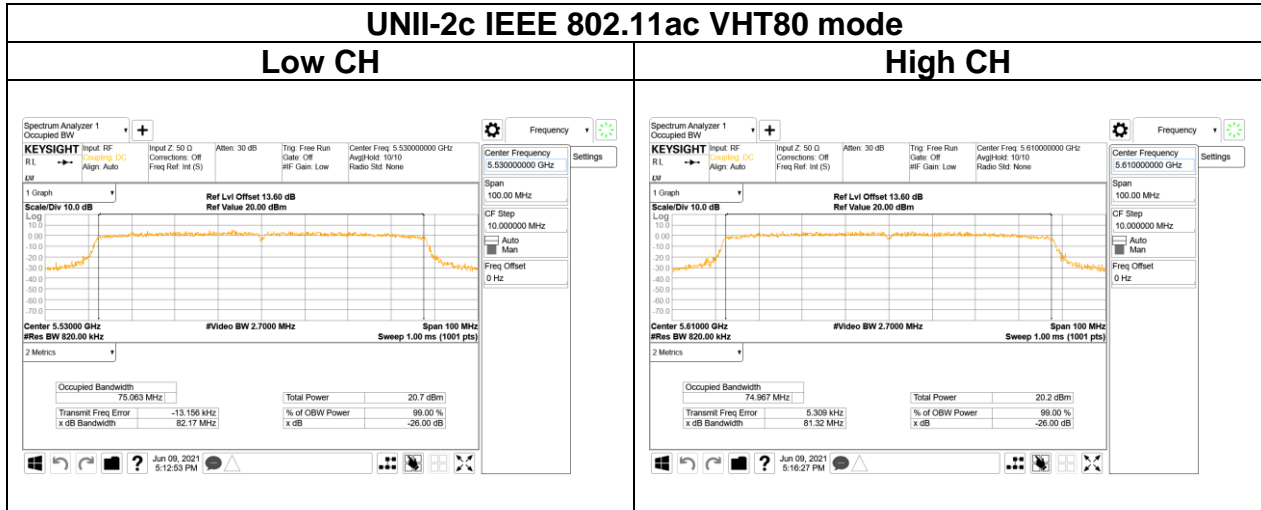 UNII-2c IEEE 802.11ac VHT80 mode
Low CH
High CH
Spectrum Analyzer 1
Occupied BW
Frequency
KEYSIGHT
R L
Input: RF
Coupling: DC
Align: Auto
Input Z: 50 Ω
Corrections: Off
Freq Ref: Int (S)
Atten: 30 dB
Trig: Free Run
Gate: Off
#IF Gain: Low
Center Freq: 5.530000000 GHz
Avg|Hold: 10/10
Radio Std: None
Center Frequency
5.530000000 GHz
Settings
Span
100.00 MHz
CF Step
10.000000 MHz
Auto
Man
Freq Offset
0 Hz
1 Graph
Scale/Div 10.0 dB
Ref Lvl Offset 13.60 dB
Ref Value 20.00 dBm
Log
10.0
0.00
-10.0
-20.0
-30.0
-40.0
-50.0
-60.0
-70.0
Center 5.53000 GHz
#Res BW 820.00 kHz
#Video BW 2.7000 MHz
Span 100 MHz
Sweep 1.00 ms (1001 pts)
2 Metrics
Occupied Bandwidth
75.063 MHz
Transmit Freq Error -13.156 kHz
x dB Bandwidth 82.17 MHz
Total Power 20.7 dBm
% of OBW Power 99.00 %
x dB -26.00 dB
Jun 09, 2021
5:12:53 PM
Spectrum Analyzer 1
Occupied BW
Frequency
KEYSIGHT
R L
Input: RF
Coupling: DC
Align: Auto
Input Z: 50 Ω
Corrections: Off
Freq Ref: Int (S)
Atten: 30 dB
Trig: Free Run
Gate: Off
#IF Gain: Low
Center Freq: 5.610000000 GHz
Avg|Hold: 10/10
Radio Std: None
Center Frequency
5.610000000 GHz
Settings
Span
100.00 MHz
CF Step
10.000000 MHz
Auto
Man
Freq Offset
0 Hz
1 Graph
Scale/Div 10.0 dB
Ref Lvl Offset 13.60 dB
Ref Value 20.00 dBm
Log
10.0
0.00
-10.0
-20.0
-30.0
-40.0
-50.0
-60.0
-70.0
Center 5.61000 GHz
#Res BW 820.00 kHz
#Video BW 2.7000 MHz
Span 100 MHz
Sweep 1.00 ms (1001 pts)
2 Metrics
Occupied Bandwidth
74.967 MHz
Transmit Freq Error 5.309 kHz
x dB Bandwidth 81.32 MHz
Total Power 20.2 dBm
% of OBW Power 99.00 %
x dB -26.00 dB
Jun 09, 2021
5:16:27 PM